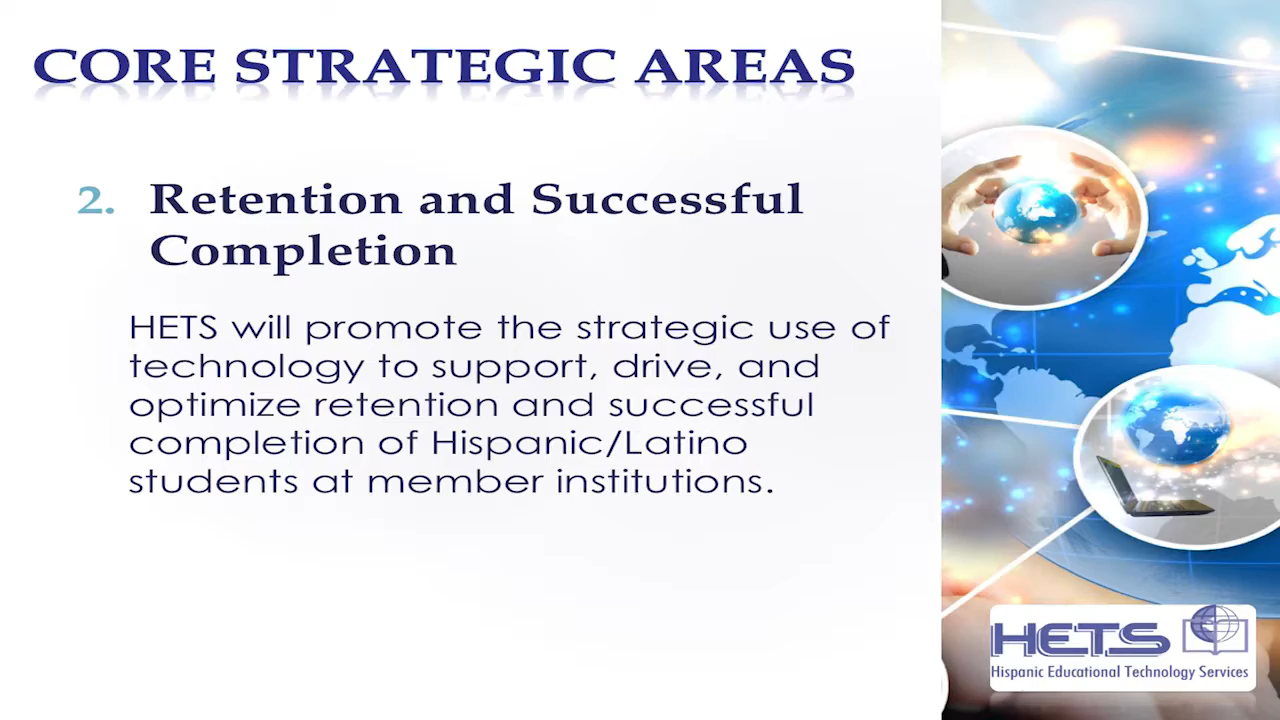 CORE STRATEGIC AREAS
2. Retention and Successful
Completion
HETS will promote the strategic use of
technology to support, drive, and
optimize retention and successful
completion of Hispanic/Latino
students at member institutions.
HETS
Hispanic Educational Technology Services